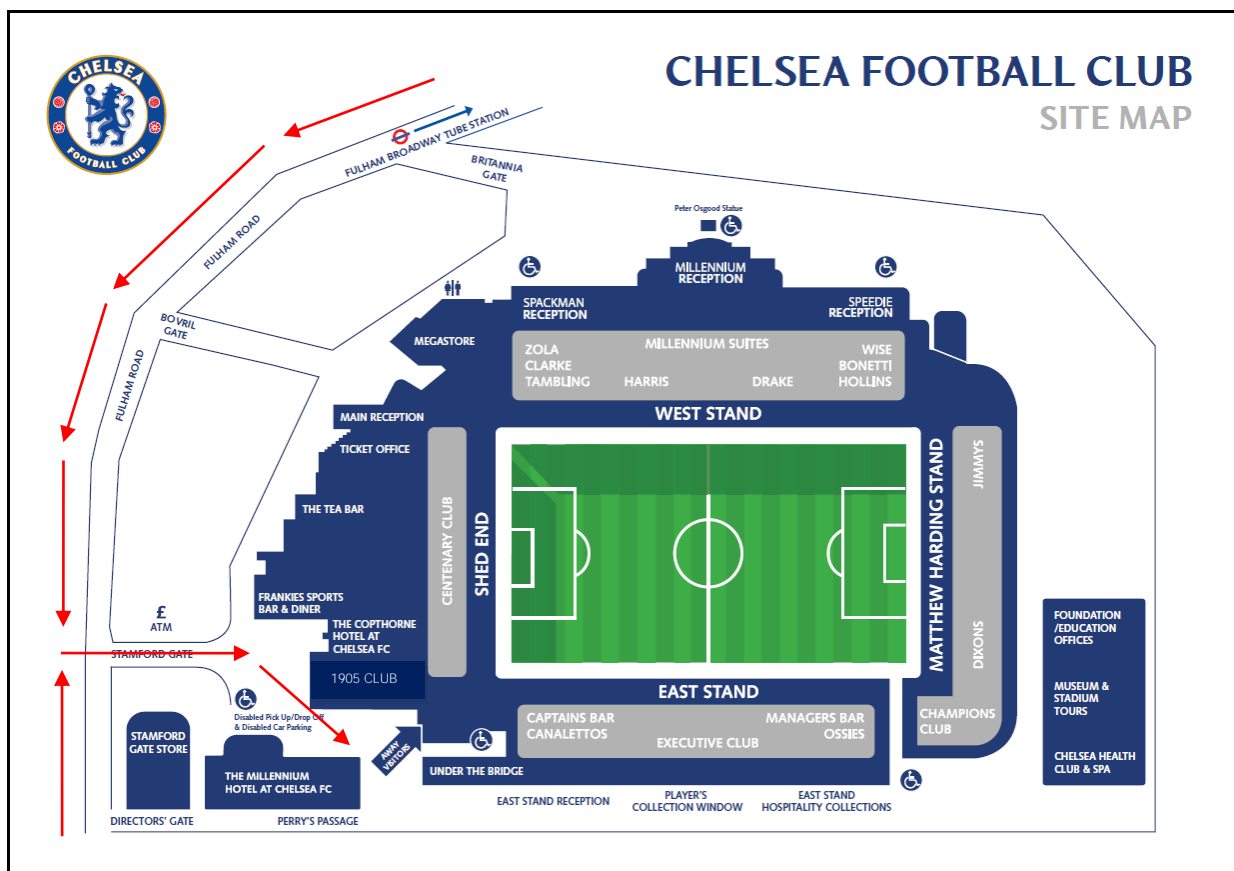 CHELSEA FOOTBALL CLUB
SITE MAP
CHELSEA
FOOTBALL CLUB
FULHAM BROADWAY TUBE STATION
BRITANNIA
GATE
FULHAM ROAD
BOVRIL
GATE
FULHAM ROAD
Peter Osgood Statue
MILLENNIUM
RECEPTION
SPACKMAN
RECEPTION
SPEEDIE
RECEPTION
MEGASTORE
MILLENNIUM SUITES
ZOLA
CLARKE
TAMBLING
HARRIS
DRAKE
WISE
BONETTI
HOLLINS
WEST STAND
MAIN RECEPTION
TICKET OFFICE
THE TEA BAR
CENTENARY CLUB
SHED END
MATTHEW HARDING STAND
JIMMYS
DIXONS
FRANKIES SPORTS
BAR & DINER
THE COPTHORNE
HOTEL AT
CHELSEA FC
1905 CLUB
£
ATM
STAMFORD GATE
Disabled Pick Up/Drop Off
& Disabled Car Parking
STAMFORD
GATE STORE
THE MILLENNIUM
HOTEL AT CHELSEA FC
DIRECTORS' GATE
PERRY'S PASSAGE
AWAY
VISITORS
UNDER THE BRIDGE
EAST STAND
CAPTAINS BAR
CANALETTOS
EXECUTIVE CLUB
MANAGERS BAR
OSSIES
CHAMPIONS
CLUB
EAST STAND RECEPTION
PLAYER'S
COLLECTION WINDOW
EAST STAND
HOSPITALITY COLLECTIONS
FOUNDATION
/EDUCATION
OFFICES
MUSEUM &
STADIUM
TOURS
CHELSEA HEALTH
CLUB & SPA